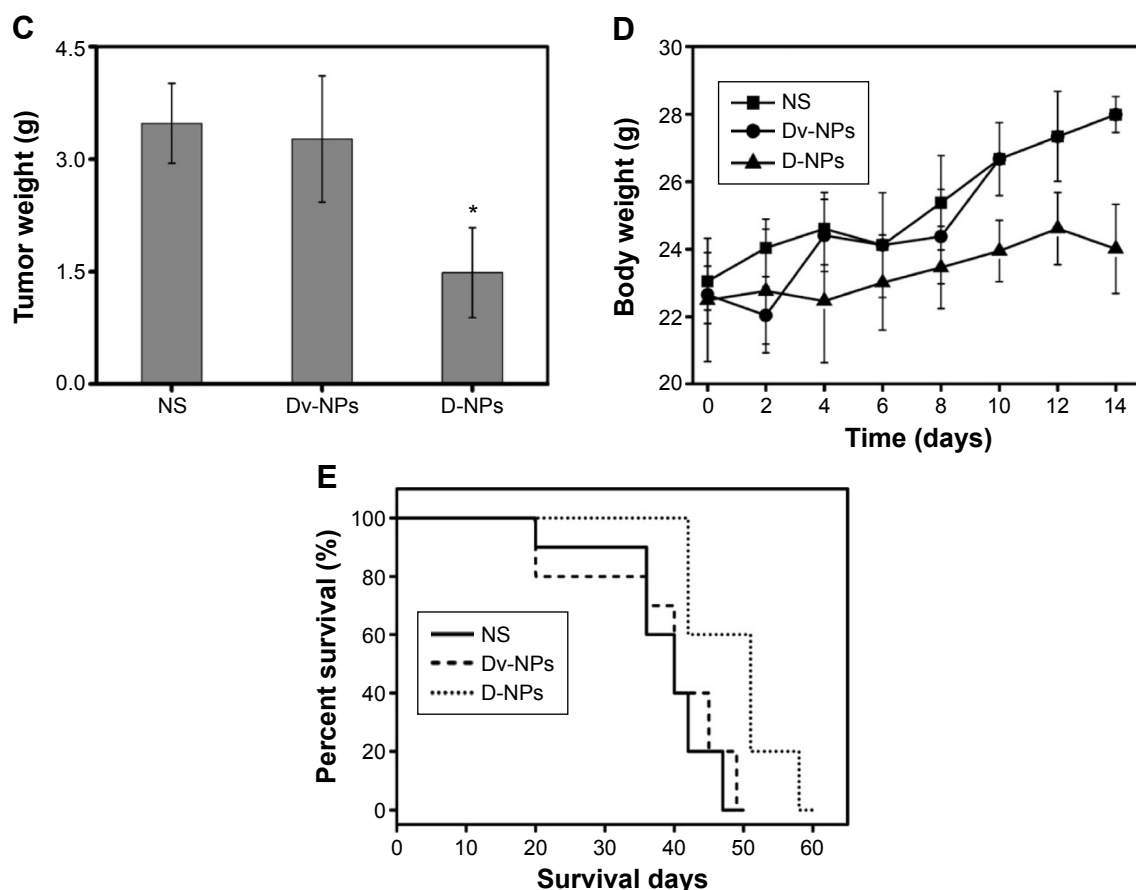 C
Tumor weight (g)
4.5
3.0
1.5
0.0
*
NS Dv-NPs D-NPs
D
Body weight (g)
30
28
26
24
22
20
NS
Dv-NPs
D-NPs
0 2 4 6 8 10 12 14
Time (days)
E
Percent survival (%)
100
80
60
40
20
0
NS
Dv-NPs
D-NPs
0 10 20 30 40 50 60
Survival days